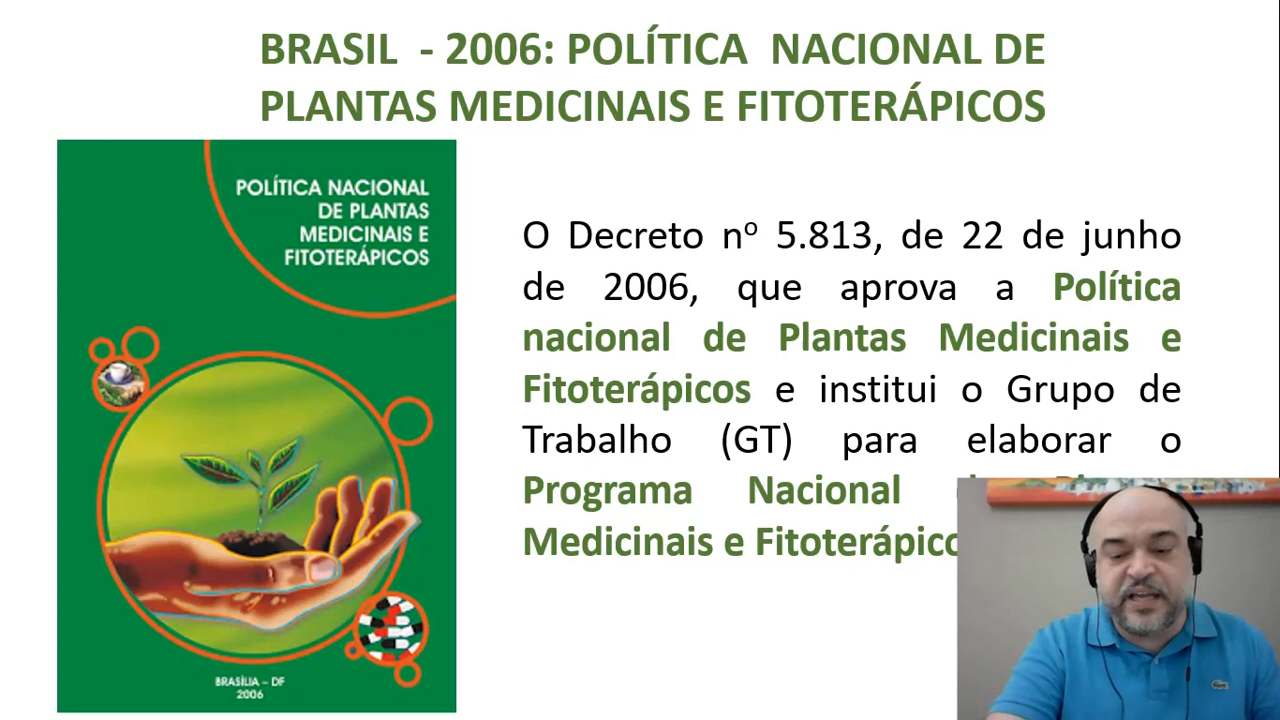 BRASIL - 2006: POLÍTICA NACIONAL DE
PLANTAS MEDICINAIS E FITOTERÁPICOS
POLÍTICA NACIONAL
DE PLANTAS
MEDICINAIS E
FITOTERÁPICOS
BRASÍLIA – DF
2006
O Decreto nº 5.813, de 22 de junho
de 2006, que aprova a Política
nacional de Plantas Medicinais e
Fitoterápicos e institui o Grupo de
Trabalho (GT) para elaborar o
Programa Nacional
Medicinais e